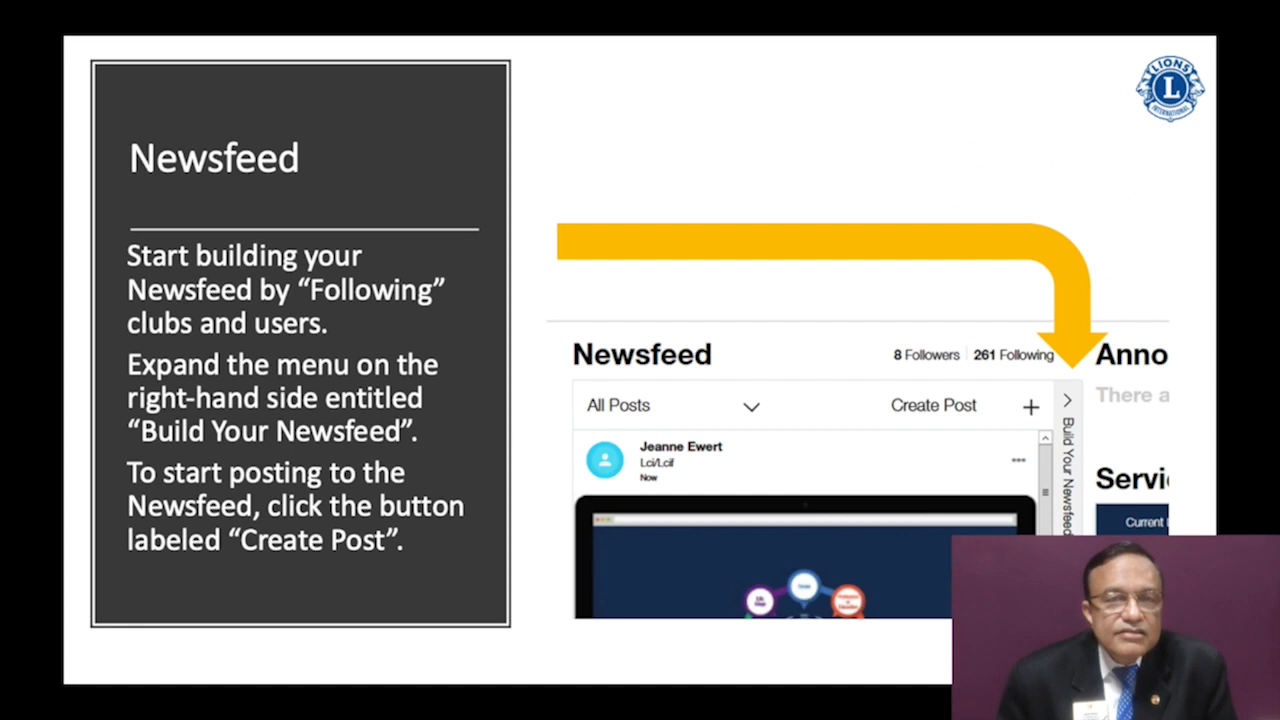 Newsfeed
Start building your
Newsfeed by “Following”
clubs and users.
Expand the menu on the
right-hand side entitled
“Build Your Newsfeed”.
To start posting to the
Newsfeed, click the button
labeled “Create Post”.
LIONS
L
INTERNATIONAL
Newsfeed
8 Followers
261 Following
All Posts
Create Post
Jeanne Ewert
Lci/Lcif
Now
Build Your Newsfeed
Anno
There a
Servi
Current